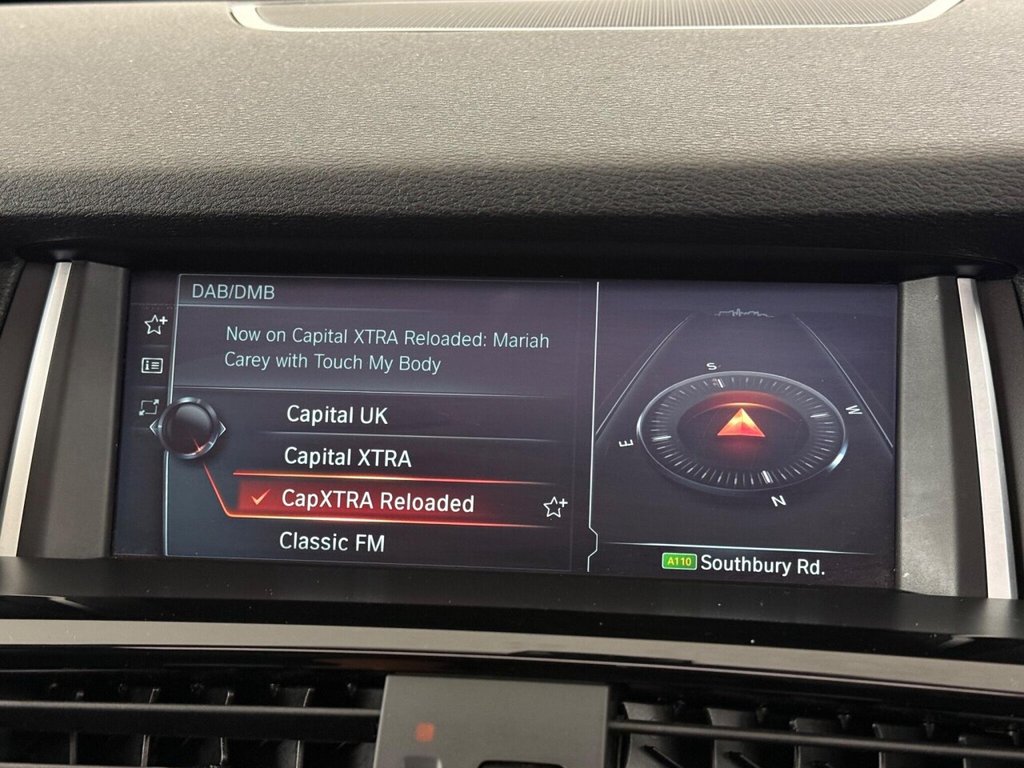 DAB/DMB
Now on Capital XTRA Reloaded: Mariah
Carey with Touch My Body
Capital UK
Capital XTRA
CapXTRA Reloaded
Classic FM
S
W
E
N
A110 Southbury Rd.